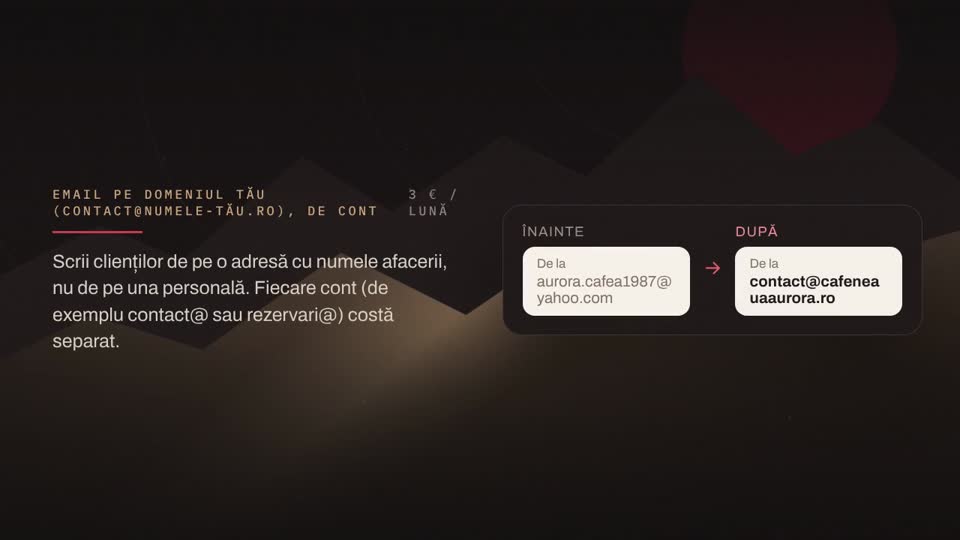 EMAIL PE DOMENIUL TĂU
(CONTACT@NUMELE-TĂU.RO), DE CONT
3 € /
LUNĂ
Scrii clienților de pe o adresă cu numele afacerii,
nu de pe una personală. Fiecare cont (de
exemplu contact@ sau rezervari@) costă
separat.
ÎNAINTE
De la
aurora.cafea1987@
yahoo.com
→
DUPĂ
De la
contact@cafenea
uaaurora.ro